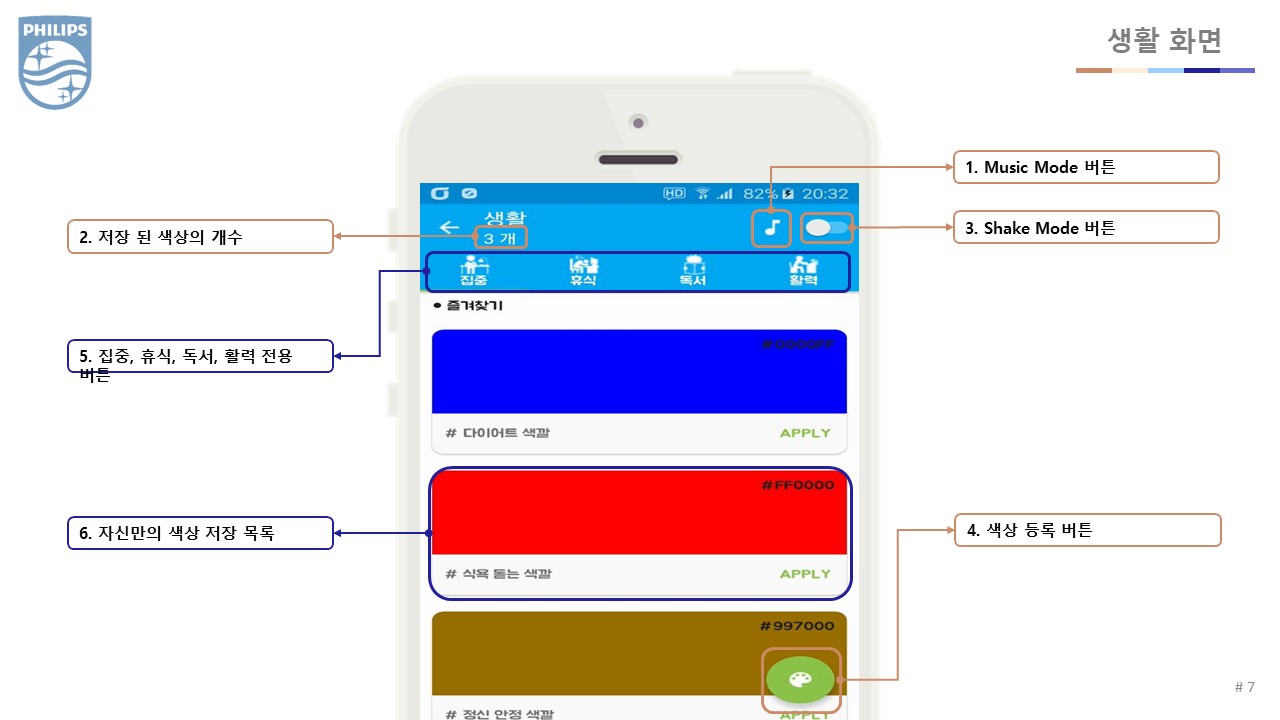 PHILIPS
생활 화면
1. Music Mode 버튼
HD 82% 20:32
생활
3 개
2. 저장 된 색상의 개수
3. Shake Mode 버튼
집중 휴식 독서 활력
• 즐겨찾기
5. 집중, 휴식, 독서, 활력 전용
버튼
#0000FF
# 다이어트 색깔 APPLY
#FF0000
6. 자신만의 색상 저장 목록
4. 색상 등록 버튼
# 식욕 돋는 색깔 APPLY
#997000
# 정신 안정 색깔 APPLY
# 7